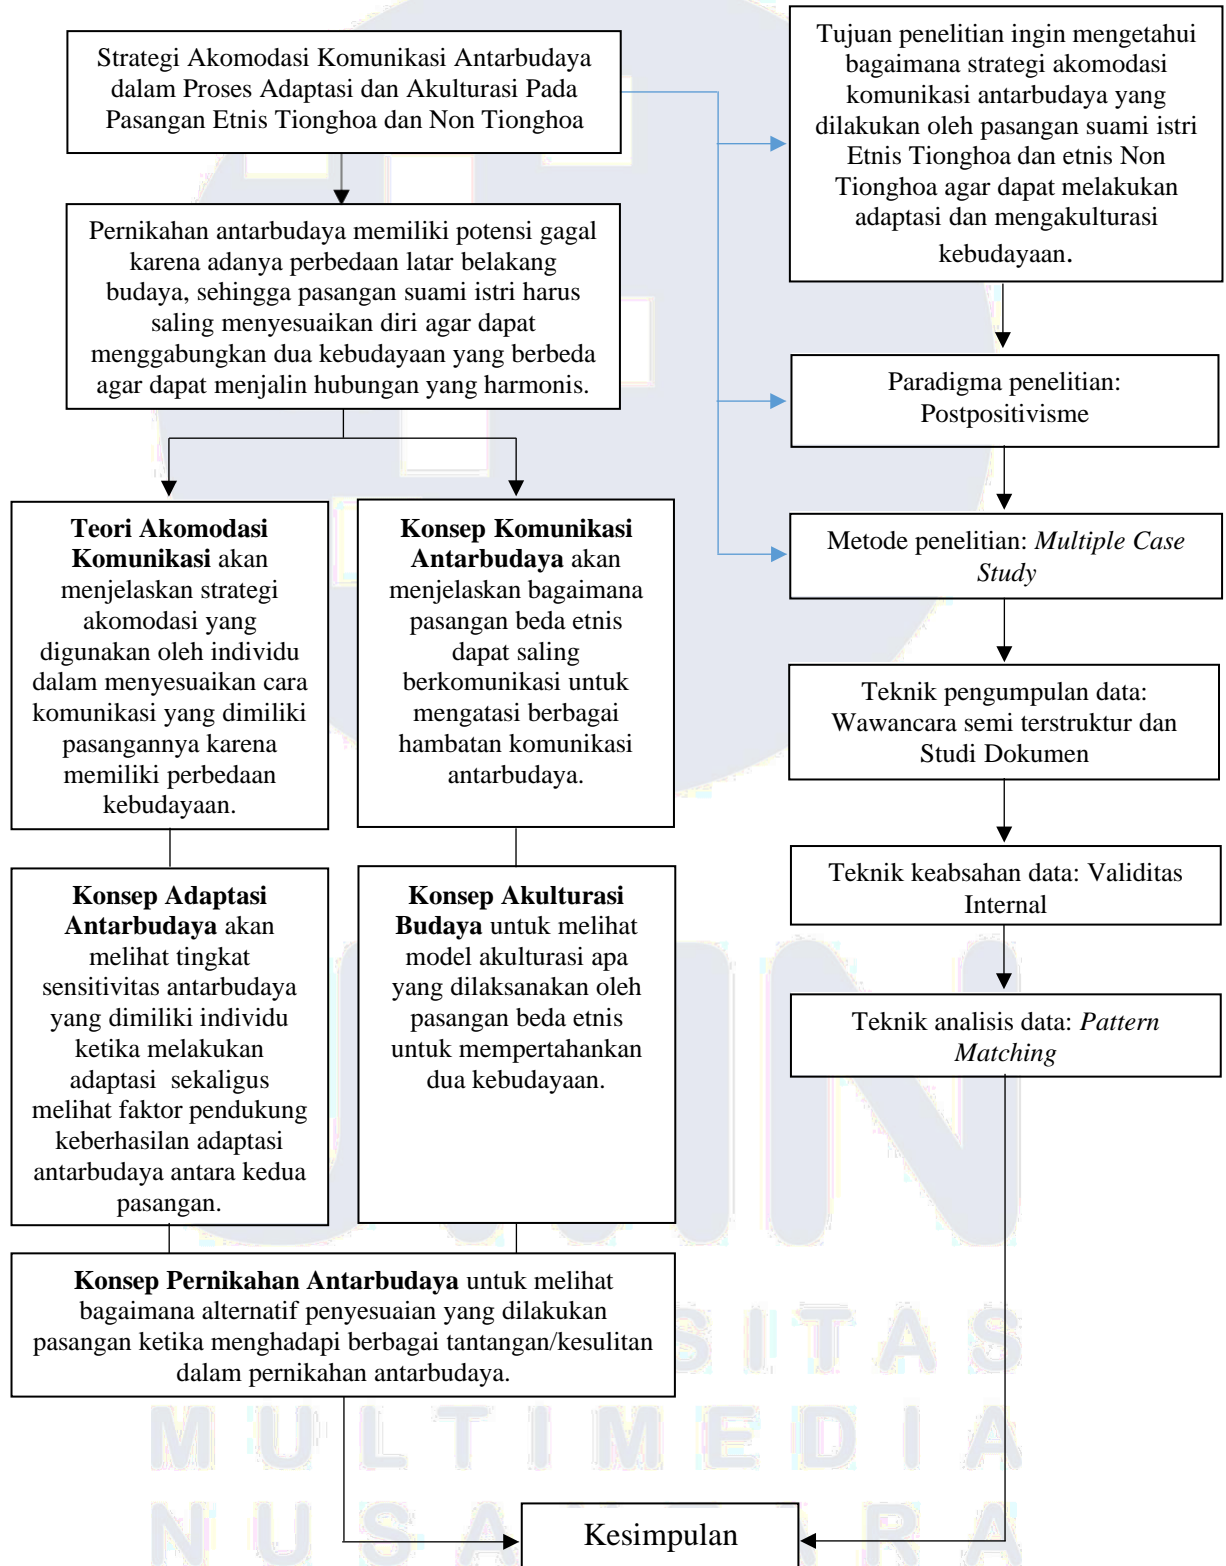 Strategi Akomodasi Komunikasi Antarbudaya
dalam Proses Adaptasi dan Akulturasi Pada
Pasangan Etnis Tionghoa dan Non Tionghoa
Pernikahan antarbudaya memiliki potensi gagal
karena adanya perbedaan latar belakang
budaya, sehingga pasangan suami istri harus
saling menyesuaikan diri agar dapat
menggabungkan dua kebudayaan yang berbeda
agar dapat menjalin hubungan yang harmonis.
Teori Akomodasi
Komunikasi akan
menjelaskan strategi
akomodasi yang
digunakan oleh individu
dalam menyesuaikan cara
komunikasi yang dimiliki
pasangannya karena
memiliki perbedaan
kebudayaan.
Konsep Komunikasi
Antarbudaya akan
menjelaskan bagaimana
pasangan beda etnis
dapat saling
berkomunikasi untuk
mengatasi berbagai
hambatan komunikasi
antarbudaya.
Konsep Adaptasi
Antarbudaya akan
melihat tingkat
sensitivitas antarbudaya
yang dimiliki individu
ketika melakukan
adaptasi sekaligus
melihat faktor pendukung
keberhasilan adaptasi
antarbudaya antara kedua
pasangan.
Konsep Akulturasi
Budaya untuk melihat
model akulturasi apa
yang dilaksanakan oleh
pasangan beda etnis
untuk mempertahankan
dua kebudayaan.
Konsep Pernikahan Antarbudaya untuk melihat
bagaimana alternatif penyesuaian yang dilakukan
pasangan ketika menghadapi berbagai tantangan/kesulitan
dalam pernikahan antarbudaya.
Tujuan penelitian ingin mengetahui
bagaimana strategi akomodasi
komunikasi antarbudaya yang
dilakukan oleh pasangan suami istri
Etnis Tionghoa dan etnis Non
Tionghoa agar dapat melakukan
adaptasi dan mengakulturasi
kebudayaan.
Paradigma penelitian:
Postpositivisme
Metode penelitian: Multiple Case
Study
Teknik pengumpulan data:
Wawancara semi terstruktur dan
Studi Dokumen
Teknik keabsahan data: Validitas
Internal
Teknik analisis data: Pattern
Matching
Kesimpulan
MULTIMEDIA